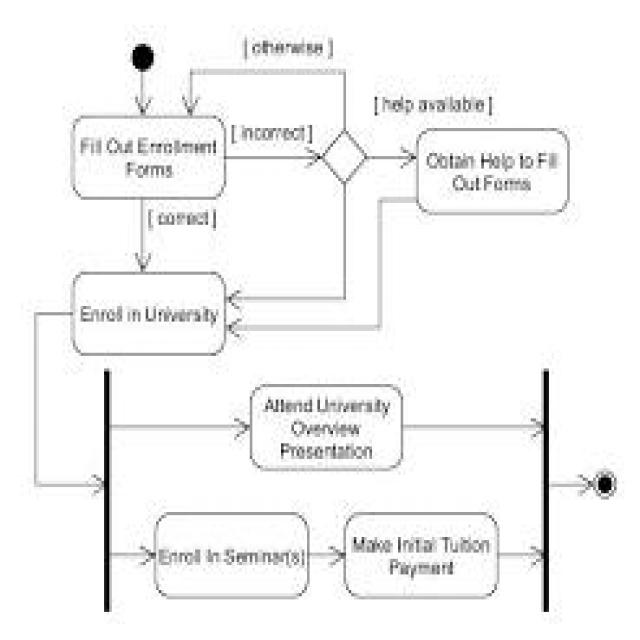 [ otherwise ]
[ help available ]
Fill Out Enrollment
Forms
[ incorrect ]
Obtain Help to Fill
Out Forms
[ correct ]
Enroll in University
Attend University
Overview
Presentation
Enroll In Seminar(s)
Make Initial Tuition
Payment